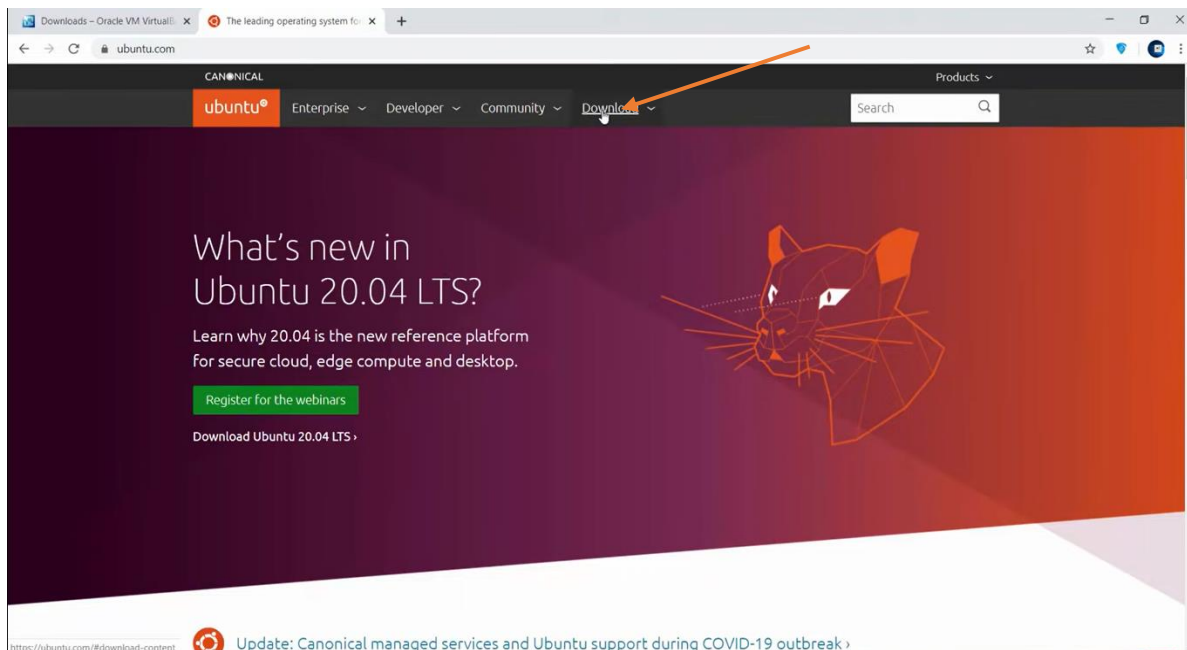 Downloads – Oracle VM VirtualB
The leading operating system fo
ubuntu.com
CANONICAL
Products
ubuntu®
Enterprise
Developer
Community
Download
Search
What's new in
Ubuntu 20.04 LTS?
Learn why 20.04 is the new reference platform
for secure cloud, edge compute and desktop.
Register for the webinars
Download Ubuntu 20.04 LTS ›
Update: Canonical managed services and Ubuntu support during COVID-19 outbreak ›
https://ubuntu.com/#download-content